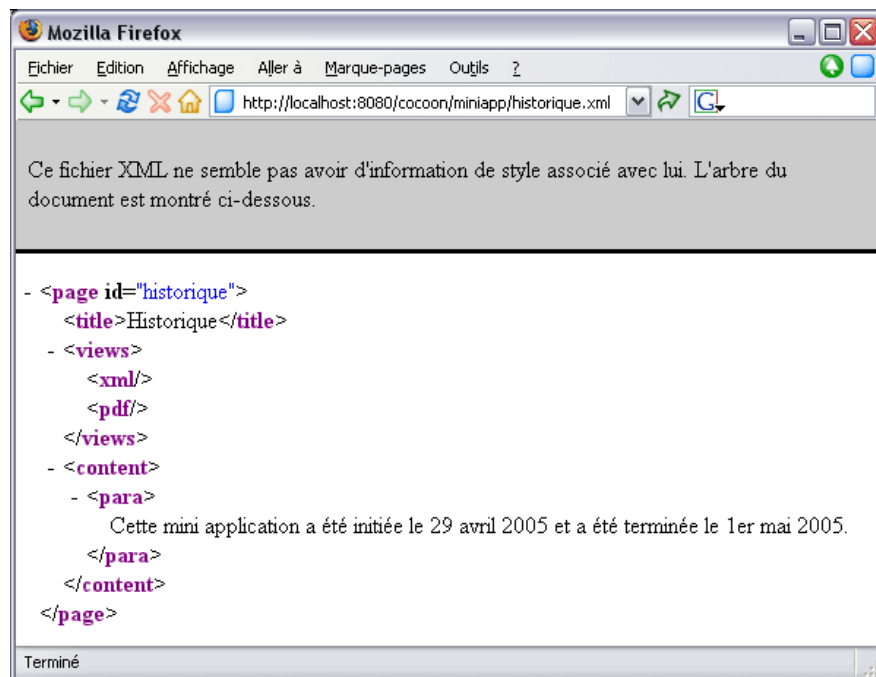 Mozilla Firefox
Fichier Edition Affichage Aller à Marque-pages Outils ?
http://localhost:8080/cocoon/miniapp/historique.xml G
Ce fichier XML ne semble pas avoir d'information de style associé avec lui. L'arbre du
document est montré ci-dessous.
- <page id="historique">
<title>Historique</title>
- <views>
<xml/>
<pdf/>
</views>
- <content>
- <para>
Cette mini application a été initiée le 29 avril 2005 et a été terminée le 1er mai 2005.
</para>
</content>
</page>
Terminé